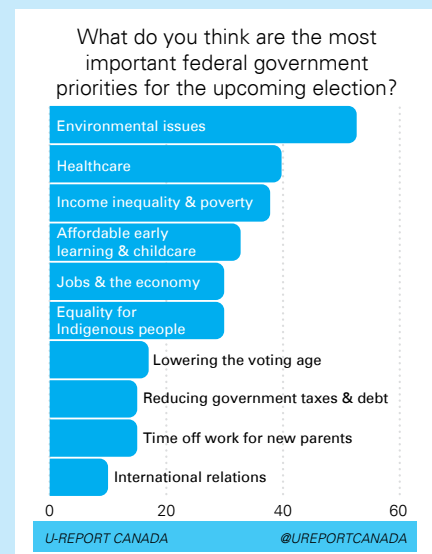 What do you think are the most
important federal government
priorities for the upcoming election?
Environmental issues
Healthcare
Income inequality & poverty
Affordable early
learning & childcare
Jobs & the economy
Equality for
Indigenous people
Lowering the voting age
Reducing government taxes & debt
Time off work for new parents
International relations
0 20 40 60
U-REPORT CANADA @UREPORTCANADA